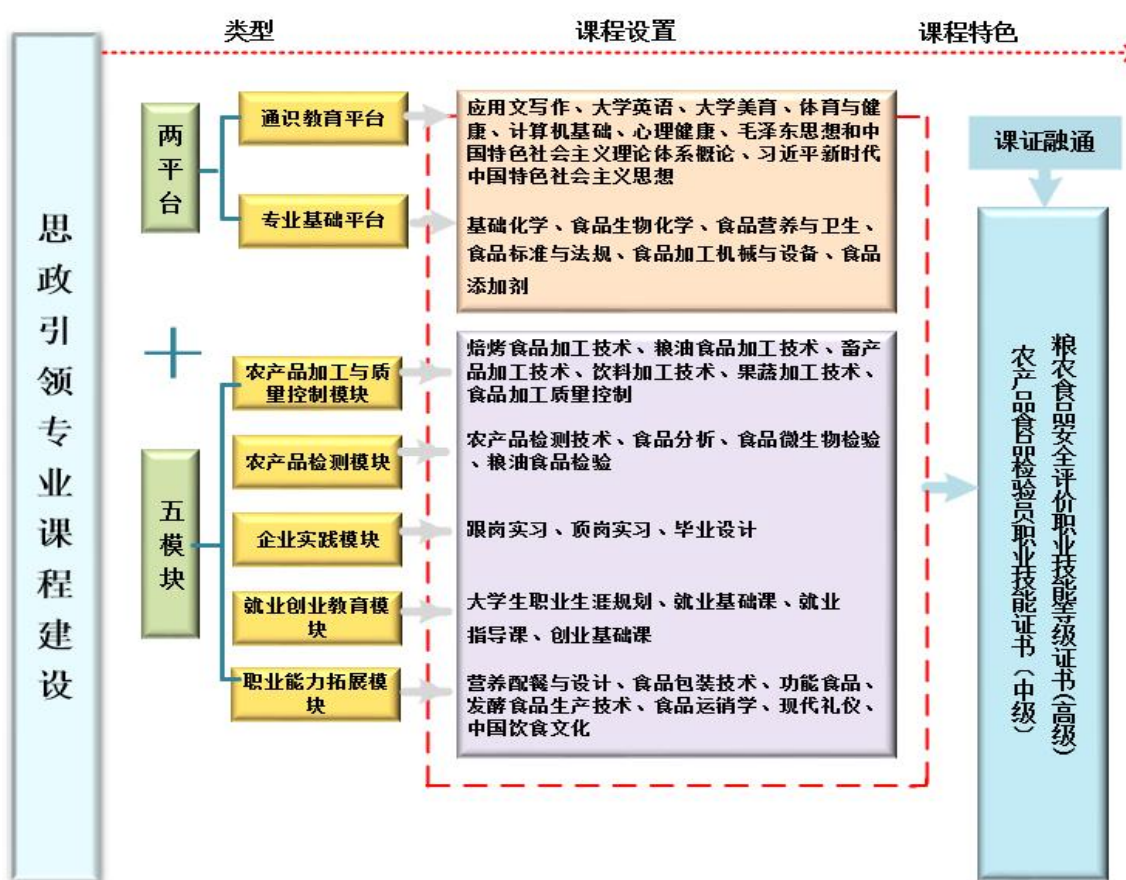 类型
课程设置
课程特色
思政引领专业课程建设
两平台
通识教育平台
应用文写作、大学英语、大学美育、体育与健
康、计算机基础、心理健康、毛泽东思想和中
国特色社会主义理论体系概论、习近平新时代
中国特色社会主义思想
专业基础平台
基础化学、食品生物化学、食品营养与卫生、
食品标准与法规、食品加工机械与设备、食品
添加剂
五模块
农产品加工与质
量控制模块
焙烤食品加工技术、粮油食品加工技术、畜产
品加工技术、饮料加工技术、果蔬加工技术、
食品加工质量控制
农产品检测模块
农产品检测技术、食品分析、食品微生物检验
、粮油食品检验
企业实践模块
跟岗实习、顶岗实习、毕业设计
就业创业教育模
块
大学生职业生涯规划、就业基础课、就业
指导课、创业基础课
职业能力拓展模
块
营养配餐与设计、食品包装技术、功能食品、
发酵食品生产技术、食品运销学、现代礼仪、
中国饮食文化
课证融通
粮农食品安全评价职业技能等级证书(高级)
农产品食品检验员职业技能证书（中级）